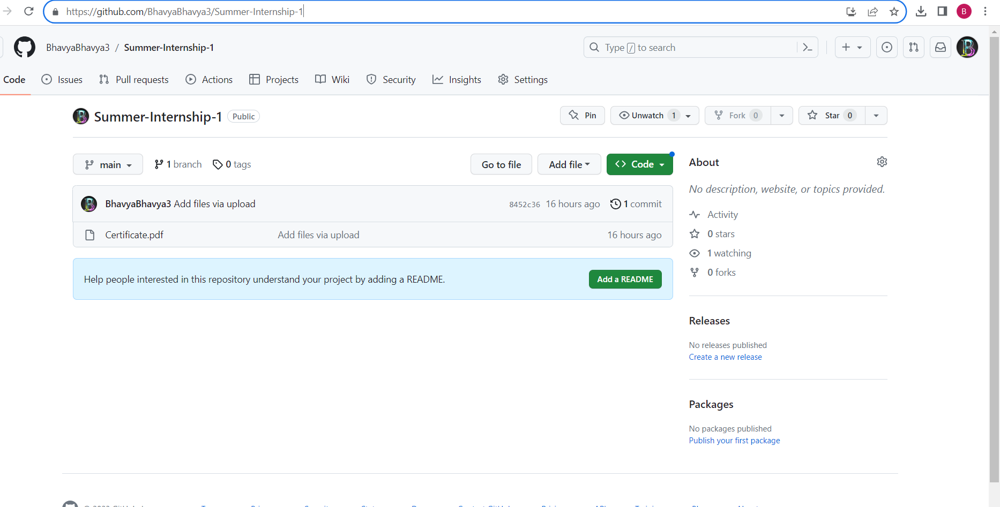 https://github.com/BhavyaBhavya3/Summer-Internship-1
B
BhavyaBhavya3 / Summer-Internship-1
Type / to search
Code Issues Pull requests Actions Projects Wiki Security Insights Settings
Summer-Internship-1 Public
Pin Unwatch 1 Fork 0 Star 0
main 1 branch 0 tags Go to file Add file Code
BhavyaBhavya3 Add files via upload 8452c36 16 hours ago 1 commit
Certificate.pdf Add files via upload 16 hours ago
Help people interested in this repository understand your project by adding a README. Add a README
About
No description, website, or topics provided.
Activity
0 stars
1 watching
0 forks
Releases
No releases published
Create a new release
Packages
No packages published
Publish your first package